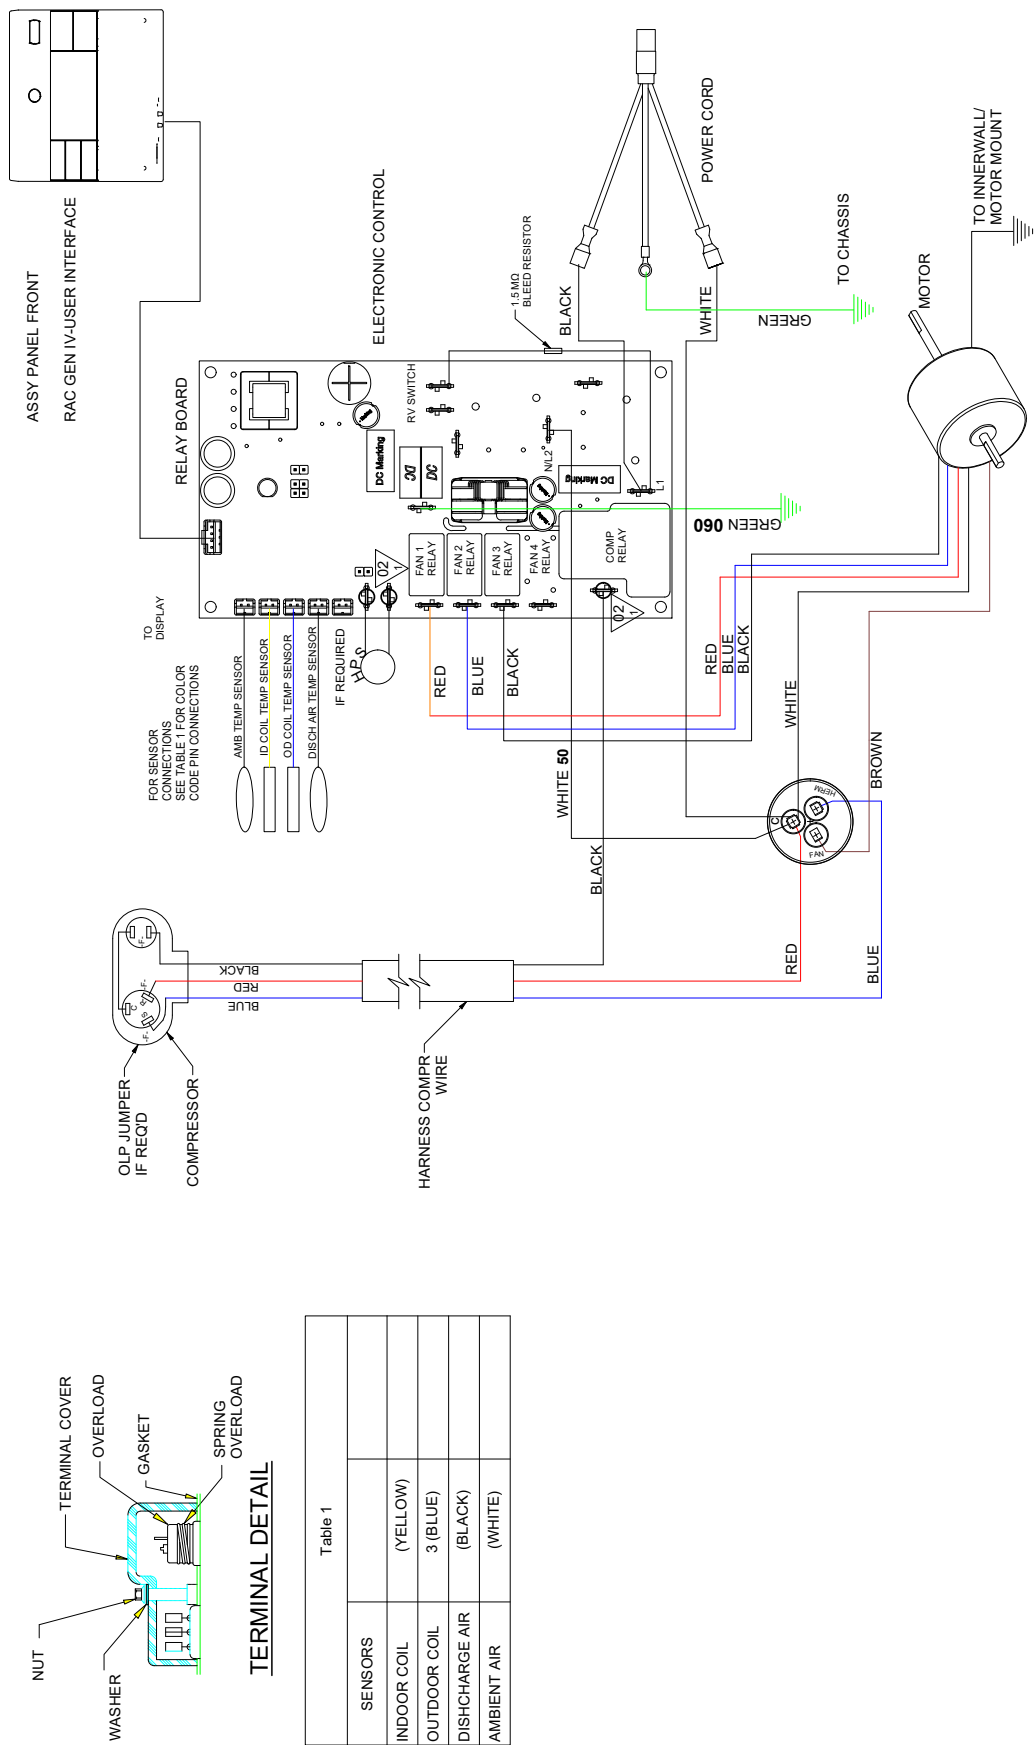 ASSY PANEL FRONT
RAC GEN IV-USER INTERFACE
RELAY BOARD
ELECTRONIC CONTROL
TO
DISPLAY
FOR SENSOR
CONNECTIONS
SEE TABLE 1 FOR COLOR
CODE PIN CONNECTIONS
AMB TEMP SENSOR
ID COIL TEMP SENSOR
OD COIL TEMP SENSOR
DISCH AIR TEMP SENSOR
IF REQUIRED
HPS
02
1
DC Marking
DC
DC
RV SWITCH
FAN 1
RELAY
FAN 2
RELAY
FAN 3
RELAY
FAN 4
RELAY
COMP
RELAY
N/L2
DC Marking
L1
02
1
1.5 MΩ
BLEED RESISTOR
BLACK
WHITE
GREEN
POWER CORD
TO CHASSIS
060 GREEN
RED
BLUE
BLACK
RED
BLUE
BLACK
WHITE
BROWN
MOTOR
TO INNERWALL/
MOTOR MOUNT
WHITE 50
BLACK
C
HERM
FAN
RED
BLUE
BLACK
RED
BLUE
-F-
C
R
S
-F-
-F-
OLP JUMPER
IF REQ'D
COMPRESSOR
HARNESS COMPR
WIRE
NUT
WASHER
TERMINAL COVER
OVERLOAD
GASKET
SPRING
OVERLOAD
TERMINAL DETAIL
Table 1
SENSORS
INDOOR COIL (YELLOW)
OUTDOOR COIL 3 (BLUE)
DISHCHARGE AIR (BLACK)
AMBIENT AIR (WHITE)